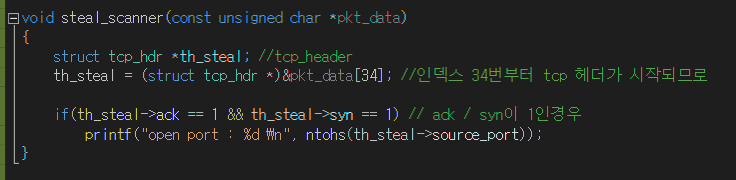 void steal_scanner(const unsigned char *pkt_data)
{
struct tcp_hdr *th_steal; //tcp_header
th_steal = (struct tcp_hdr *)&pkt_data[34]; //인덱스 34번부터 tcp 헤더가 시작되므로
if(th_steal->ack == 1 && th_steal->syn == 1) // ack / syn이 1인경우
printf("open port : %d ₩n", ntohs(th_steal->source_port));
}